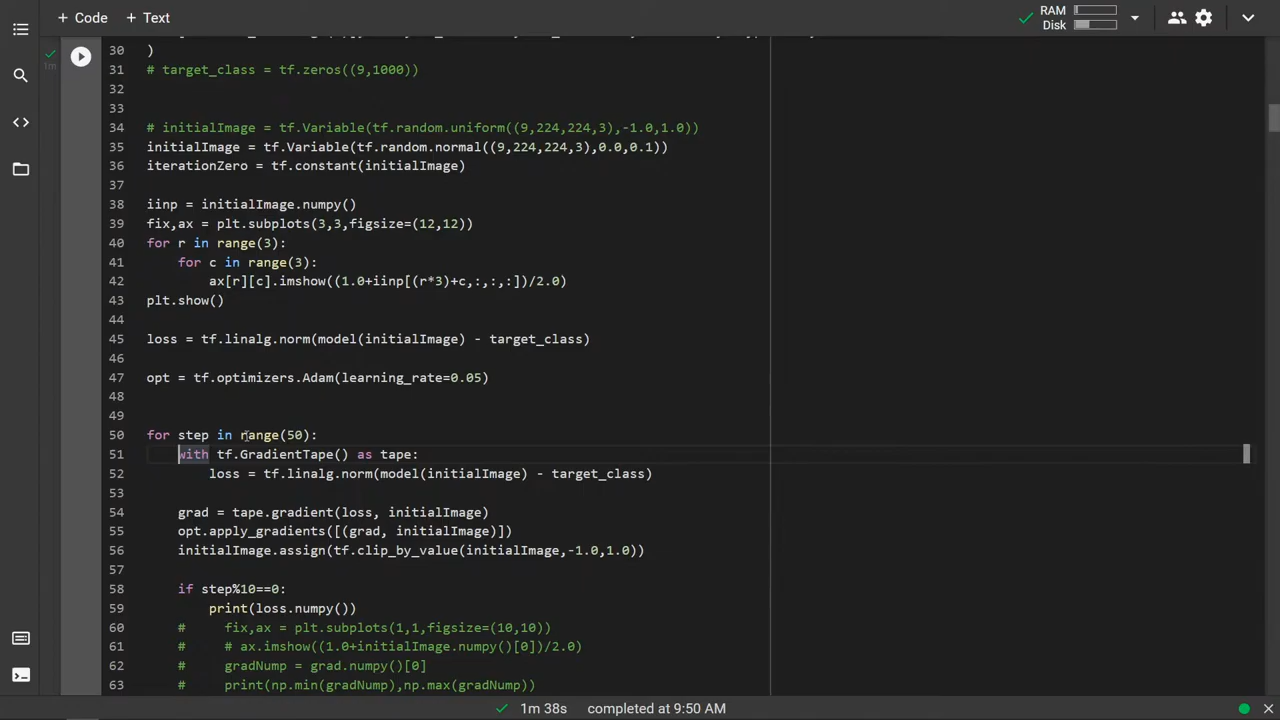 + Code + Text
RAM
Disk
1m
30 )
31 # target_class = tf.zeros((9,1000))
32
33
34 # initialImage = tf.Variable(tf.random.uniform((9,224,224,3),-1.0,1.0))
35 initialImage = tf.Variable(tf.random.normal((9,224,224,3),0.0,0.1))
36 iterationZero = tf.constant(initialImage)
37
38 iinp = initialImage.numpy()
39 fix,ax = plt.subplots(3,3,figsize=(12,12))
40 for r in range(3):
41 for c in range(3):
42 ax[r][c].imshow((1.0+iinp[(r*3)+c,:,:,:])/2.0)
43 plt.show()
44
45 loss = tf.linalg.norm(model(initialImage) - target_class)
46
47 opt = tf.optimizers.Adam(learning_rate=0.05)
48
49
50 for step in range(50):
51 with tf.GradientTape() as tape:
52 loss = tf.linalg.norm(model(initialImage) - target_class)
53
54 grad = tape.gradient(loss, initialImage)
55 opt.apply_gradients([(grad, initialImage)])
56 initialImage.assign(tf.clip_by_value(initialImage,-1.0,1.0))
57
58 if step%10==0:
59 print(loss.numpy())
60 # fix,ax = plt.subplots(1,1,figsize=(10,10))
61 # # ax.imshow((1.0+initialImage.numpy()[0])/2.0)
62 # gradNump = grad.numpy()[0]
63 # print(np.min(gradNump),np.max(gradNump))
1m 38s completed at 9:50 AM